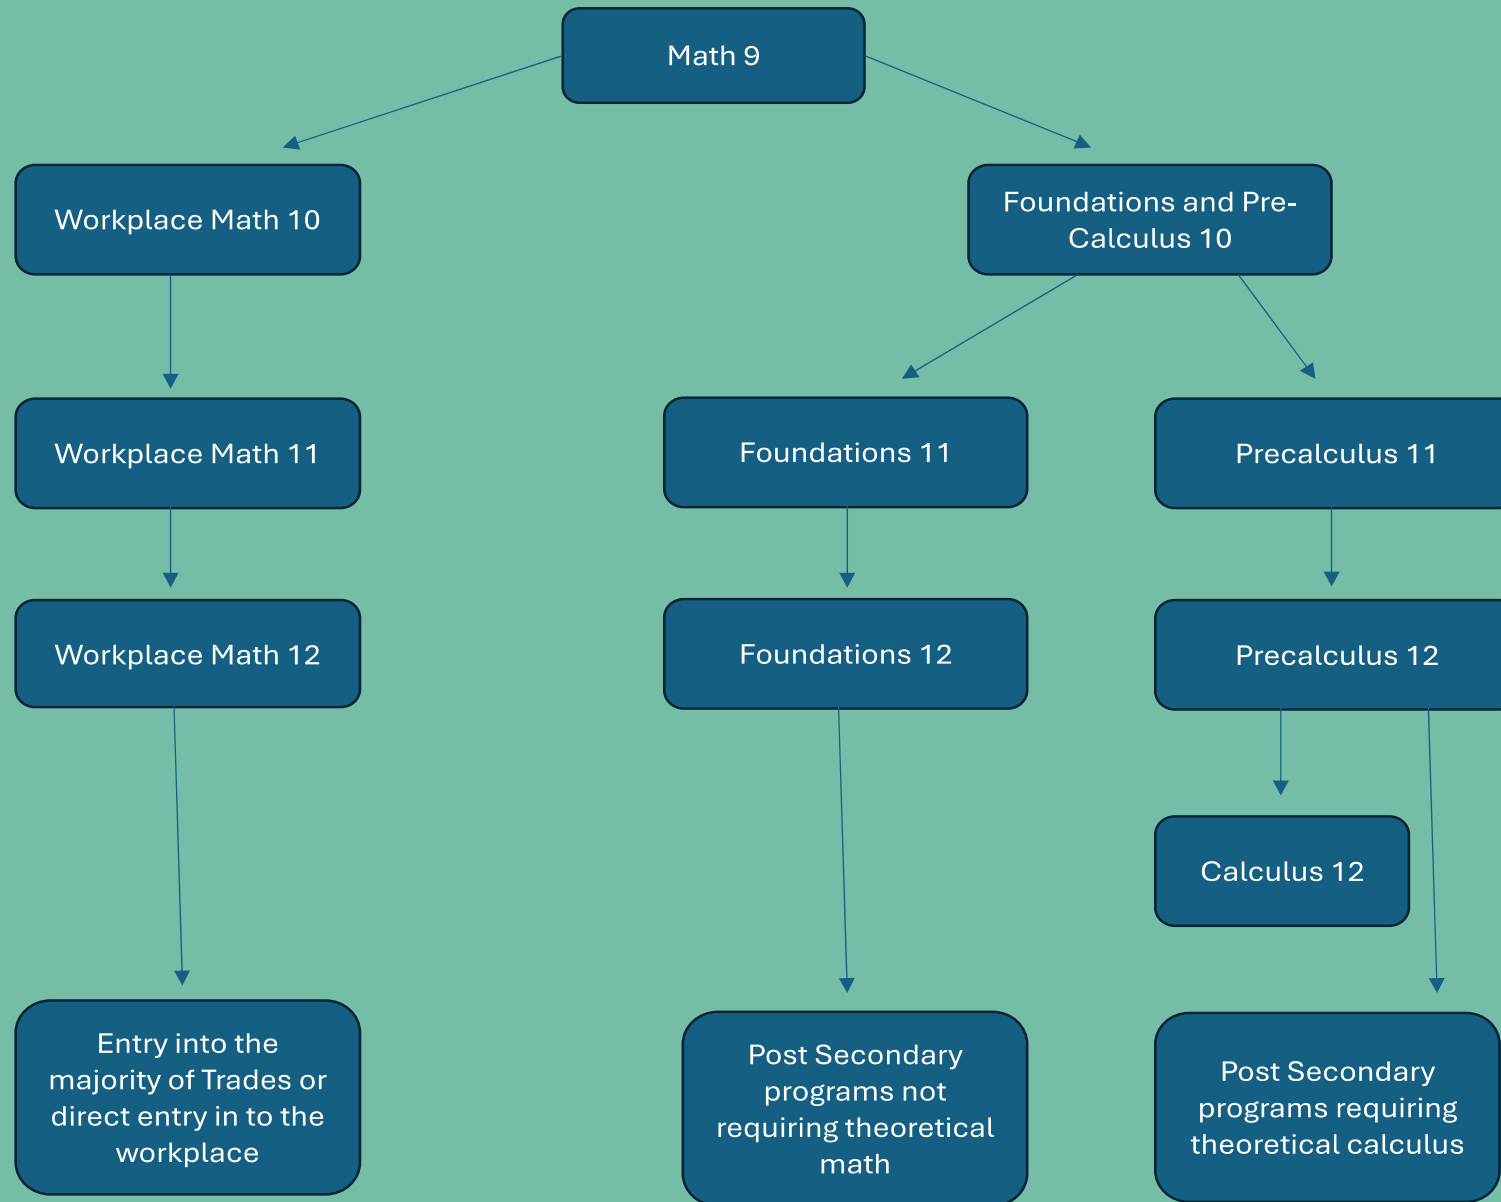 Math 9
Workplace Math 10
Foundations and Pre-
Calculus 10
Workplace Math 11
Foundations 11
Precalculus 11
Workplace Math 12
Foundations 12
Precalculus 12
Calculus 12
Entry into the
majority of Trades or
direct entry in to the
workplace
Post Secondary
programs not
requiring theoretical
math
Post Secondary
programs requiring
theoretical calculus